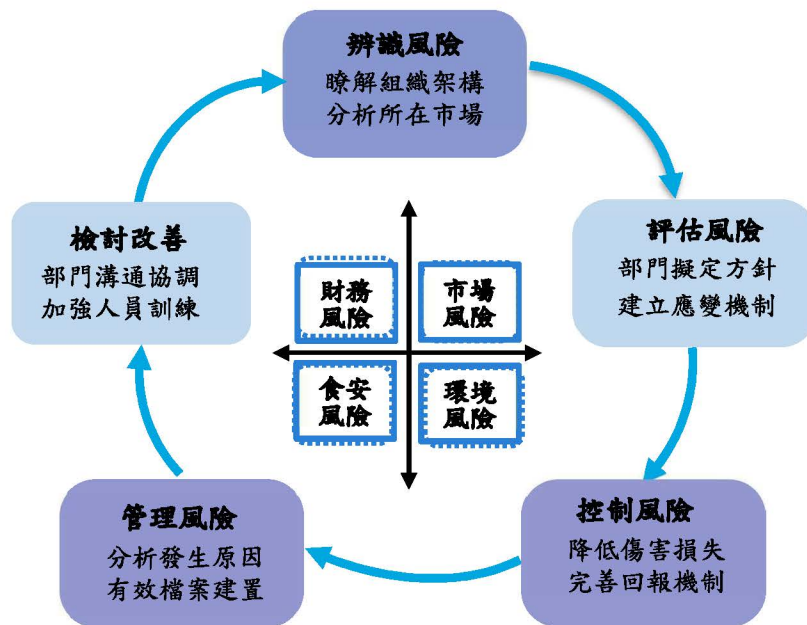 辨識風險
瞭解組織架構
分析所在市場
評估風險
部門擬定方針
建立應變機制
控制風險
降低傷害損失
完善回報機制
管理風險
分析發生原因
有效檔案建置
檢討改善
部門溝通協調
加強人員訓練
財務
風險
市場
風險
食安
風險
環境
風險